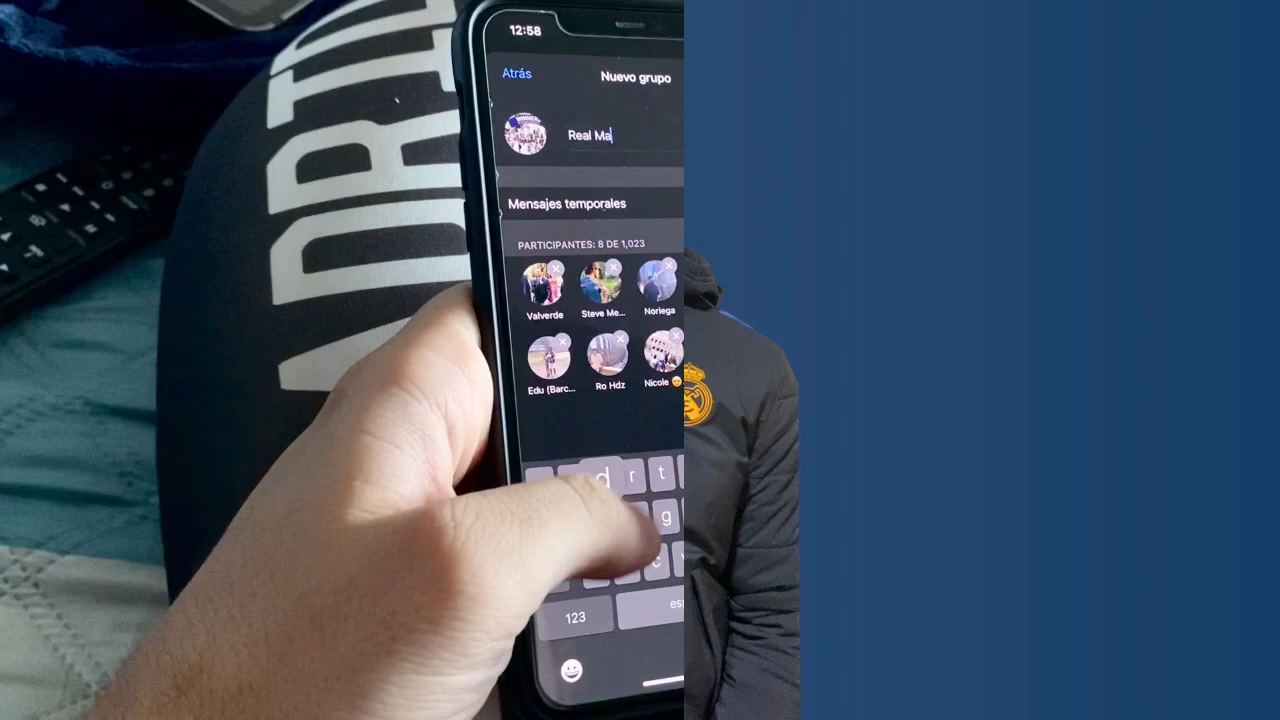 ADRID
12:58
Atrás
Nuevo grupo
Real Ma
Mensajes temporales
PARTICIPANTES: 8 DE 1,023
Valverde
Steve Me...
Noriega
Edu (Barc...
Ro Hdz
Nicole 😍
d r t
g
c
123